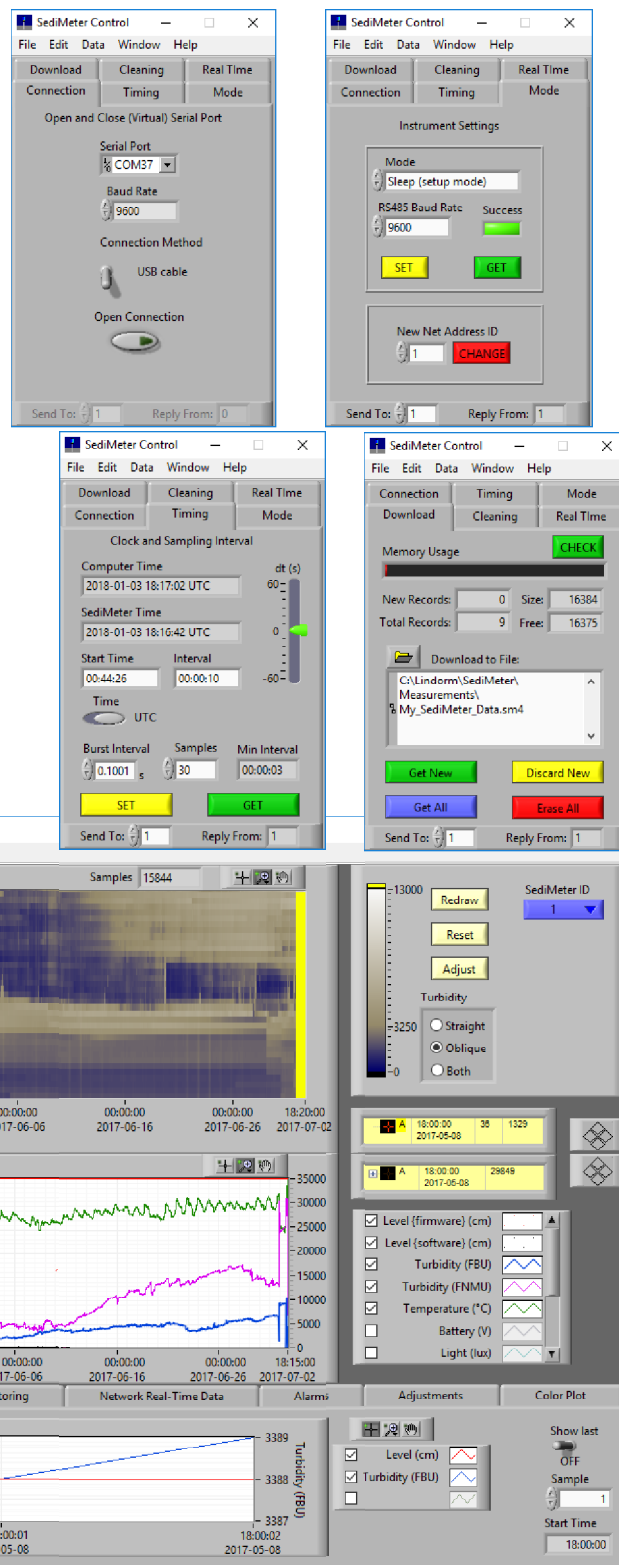 SediMeter Control
File Edit Data Window Help
Download Cleaning Real TIme
Connection Timing Mode
Open and Close (Virtual) Serial Port
Serial Port
COM37
Baud Rate
9600
Connection Method
USB cable
Open Connection
Send To: 1 Reply From: 0
SediMeter Control
File Edit Data Window Help
Download Cleaning Real TIme
Connection Timing Mode
Instrument Settings
Mode
Sleep (setup mode)
RS485 Baud Rate Success
9600
SET GET
New Net Address ID
1 CHANGE
Send To: 1 Reply From: 1
SediMeter Control
File Edit Data Window Help
Download Cleaning Real TIme
Connection Timing Mode
Clock and Sampling Interval
Computer Time dt (s)
2018-01-03 18:17:02 UTC 60
SediMeter Time
2018-01-03 18:16:42 UTC 0
Start Time Interval
00:44:26 00:00:10 -60
Time
UTC
Burst Interval Samples Min Interval
0.1001 s 30 00:00:03
SET GET
Send To: 1 Reply From: 1
SediMeter Control
File Edit Data Window Help
Connection Timing Mode
Download Cleaning Real TIme
Memory Usage CHECK
New Records: 0 Size: 16384
Total Records: 9 Free: 16375
Download to File:
C:\Lindorm\SediMeter\
Measurements\
My_SediMeter_Data.sm4
Get New Discard New
Get All Erase All
Send To: 1 Reply From: 1
Samples 15844
00:00:00 00:00:00 00:00:00 18:20:00
2017-06-06 2017-06-16 2017-06-26 2017-07-02
13000
3250
0
Redraw
Reset
Adjust
SediMeter ID
1
Turbidity
Straight
Oblique
Both
A 18:00:00 36 1329
2017-05-08
A 18:00:00 29849
2017-05-08
35000
30000
25000
20000
15000
10000
5000
0
00:00:00 00:00:00 00:00:00 18:15:00
2017-06-06 2017-06-16 2017-06-26 2017-07-02
Level {firmware} (cm)
Level {software} (cm)
Turbidity (FBU)
Turbidity (FNMU)
Temperature (°C)
Battery (V)
Light (lux)
toring Network Real-Time Data Alarms Adjustments Color Plot
3389
3388
3387
Turbidity (FBU)
:00:01 18:00:02
05-08 2017-05-08
Level (cm)
Turbidity (FBU)
Show last
OFF
Sample
1
Start Time
18:00:00